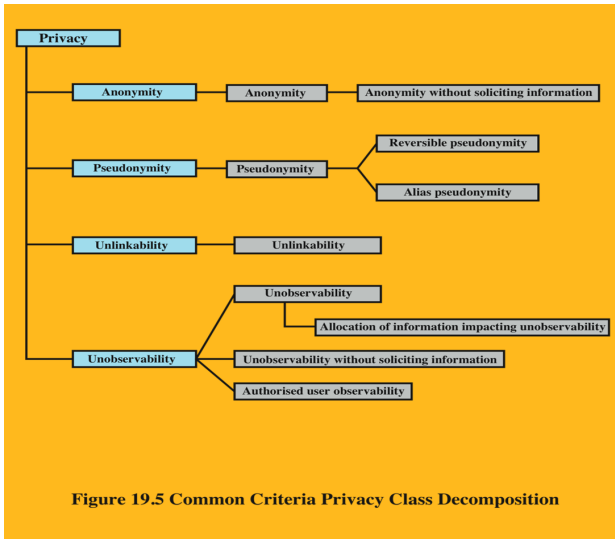 Privacy
Anonymity
Anonymity
Anonymity without soliciting information
Pseudonymity
Pseudonymity
Reversible pseudonymity
Alias pseudonymity
Unlinkability
Unlinkability
Unobservability
Unobservability
Allocation of information impacting unobservability
Unobservability without soliciting information
Authorised user observability
Figure 19.5 Common Criteria Privacy Class Decomposition